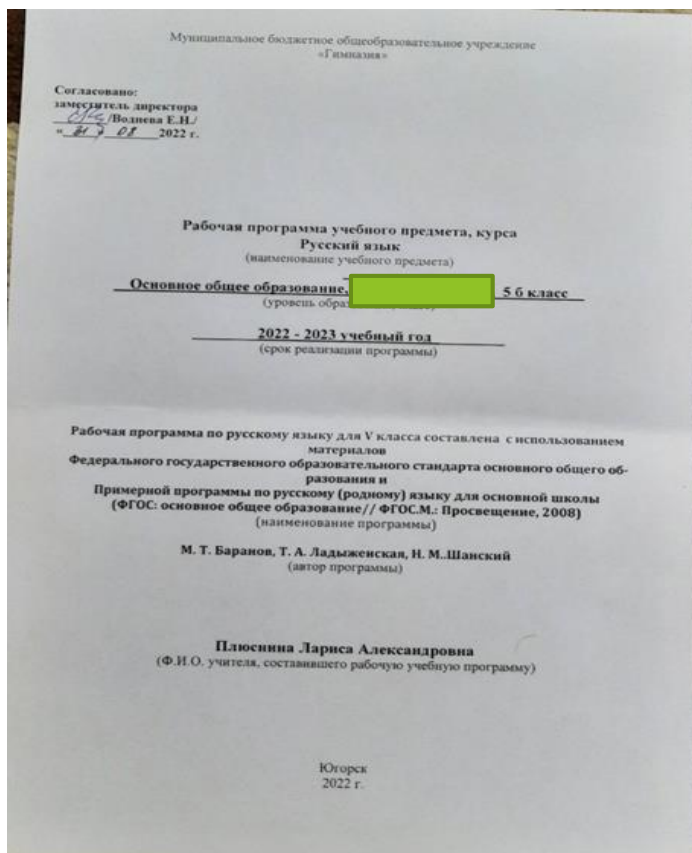 Муниципальное бюджетное общеобразовательное учреждение
«Гимназия»
Согласовано:
заместитель директора
/Воднева Е.Н./
« 31 » 08 2022 г.
Рабочая программа учебного предмета, курса
Русский язык
(наименование учебного предмета)
Основное общее образование, 5 б класс
(уровень
2022 - 2023 учебный год
(срок реализации программы)
Рабочая программа по русскому языку для V класса составлена с использованием
материалов
Федерального государственного образовательного стандарта основного общего об-
разования и
Примерной программы по русскому (родному) языку для основной школы
(ФГОС: основное общее образование// ФГОС.М.: Просвещение, 2008)
(наименование программы)
М. Т. Баранов, Т. А. Ладыженская, Н. М..Шанский
(автор программы)
Плюснина Лариса Александровна
(Ф.И.О. учителя, составившего рабочую учебную программу)
Югорск
2022 г.